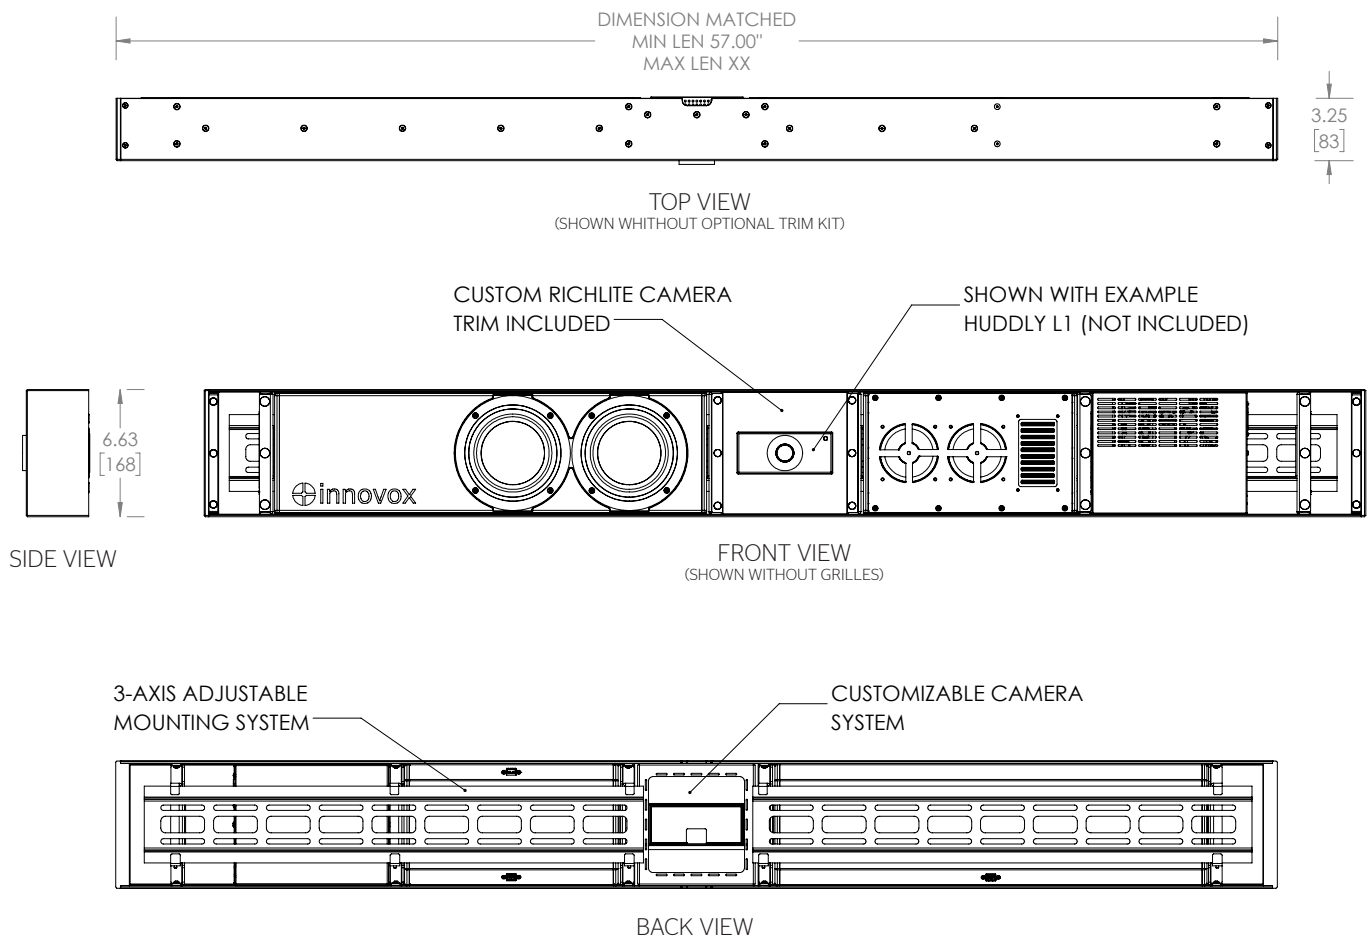 DIMENSION MATCHED
MIN LEN 57.00"
MAX LEN XX
3.25
[83]
TOP VIEW
(SHOWN WHITHOUT OPTIONAL TRIM KIT)
CUSTOM RICHLITE CAMERA
TRIM INCLUDED
SHOWN WITH EXAMPLE
HUDDLY L1 (NOT INCLUDED)
6.63
[168]
innovox
SIDE VIEW
FRONT VIEW
(SHOWN WITHOUT GRILLES)
3-AXIS ADJUSTABLE
MOUNTING SYSTEM
CUSTOMIZABLE CAMERA
SYSTEM
BACK VIEW